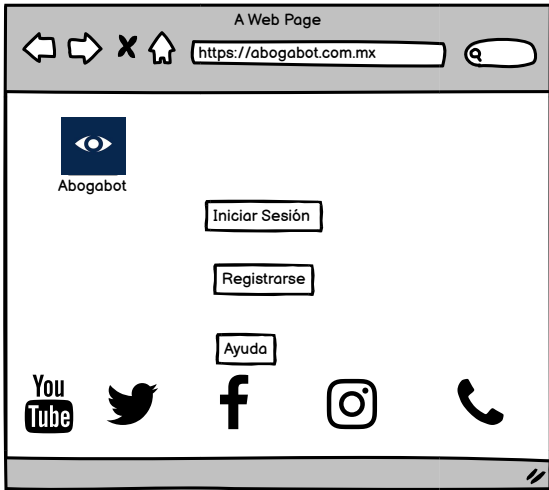 A Web Page
https://abogabot.com.mx
Abogabot
Iniciar Sesión
Registrarse
Ayuda
You
Tube